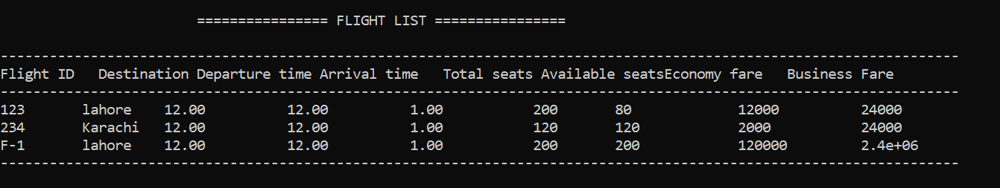 ================ FLIGHT LIST ================
---------------------------------------------------------------------------------------------------------------------
Flight ID   Destination Departure time Arrival time   Total seats Available seatsEconomy fare   Business Fare
---------------------------------------------------------------------------------------------------------------------
123       lahore    12.00          12.00          1.00           200       80             12000          24000
234       Karachi   12.00          12.00          1.00           120       120            2000           24000
F-1       lahore    12.00          12.00          1.00           200       200            120000         2.4e+06
---------------------------------------------------------------------------------------------------------------------